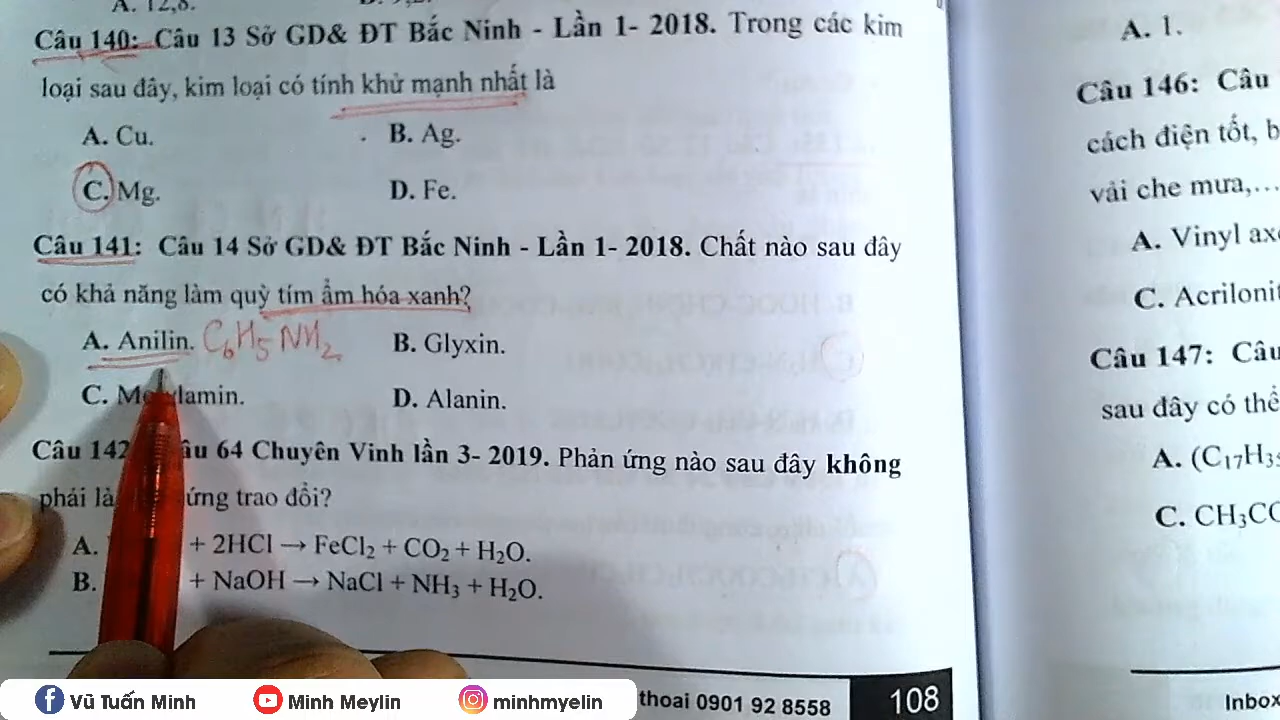 A. 12,8.
Câu 140: Câu 13 Sở GD& ĐT Bắc Ninh - Lần 1- 2018. Trong các kim
loại sau đây, kim loại có tính khử mạnh nhất là
A. Cu. B. Ag.
C. Mg. D. Fe.
Câu 141: Câu 14 Sở GD& ĐT Bắc Ninh - Lần 1- 2018. Chất nào sau đây
có khả năng làm quỳ tím ẩm hóa xanh?
A. Anilin. C6H5NH2 B. Glyxin.
C. D. Alanin.
Câu 142 64 Chuyên Vinh lần 3- 2019. Phản ứng nào sau đây không
phải là ứng trao đổi?
A. + 2HCl → FeCl₂ + CO₂ + H₂O.
B. + NaOH → NaCl + NH₃ + H₂O.
thoai 0901 92 8558 108
A. 1.
Câu 146: Câu
cách điện tốt, b
vải che mưa,...
A. Vinyl
C.
Câu 147: Câu
sau đây có thể
A. (C₁₇H₃
C. CH₃CO
Inbox
Vũ Tuấn Minh Minh Meylin minhmyelin